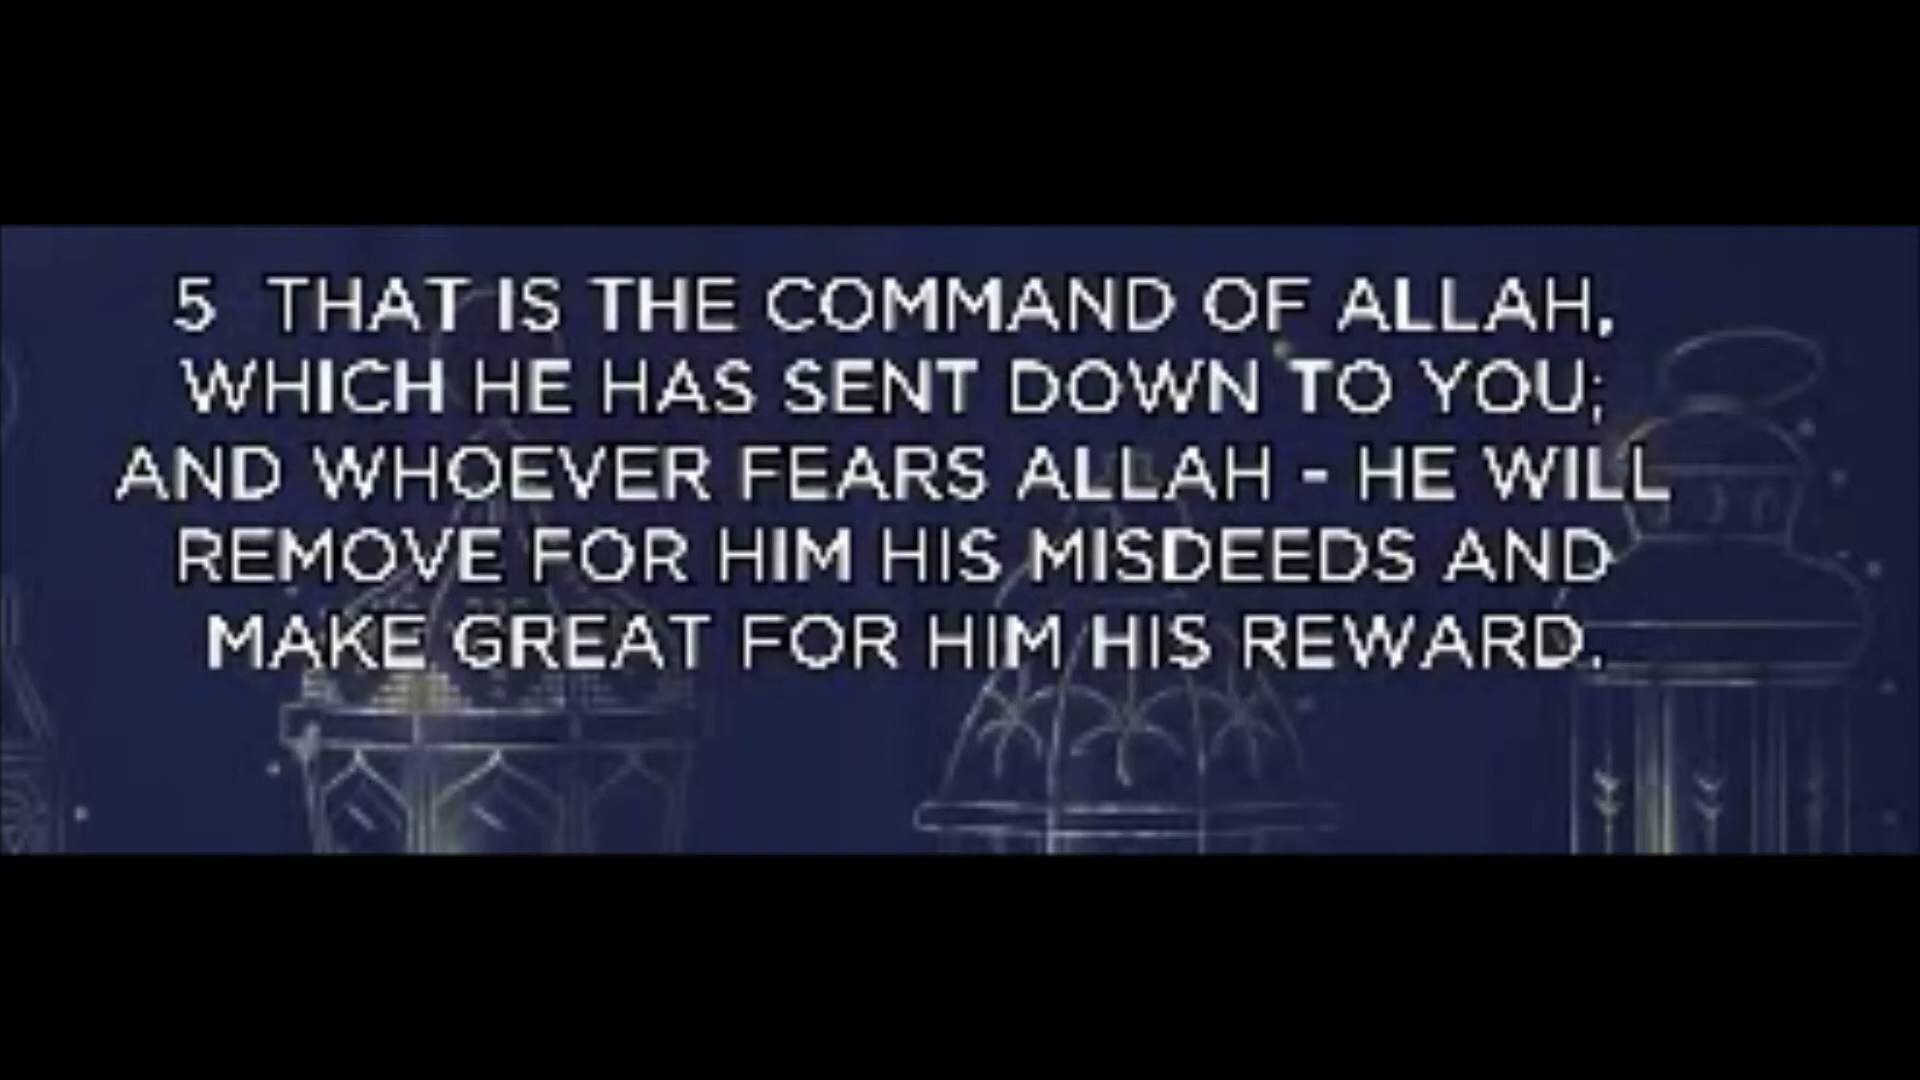 5 THAT IS THE COMMAND OF ALLAH,
WHICH HE HAS SENT DOWN TO YOU;
AND WHOEVER FEARS ALLAH - HE WILL
REMOVE FOR HIM HIS MISDEEDS AND
MAKE GREAT FOR HIM HIS REWARD.